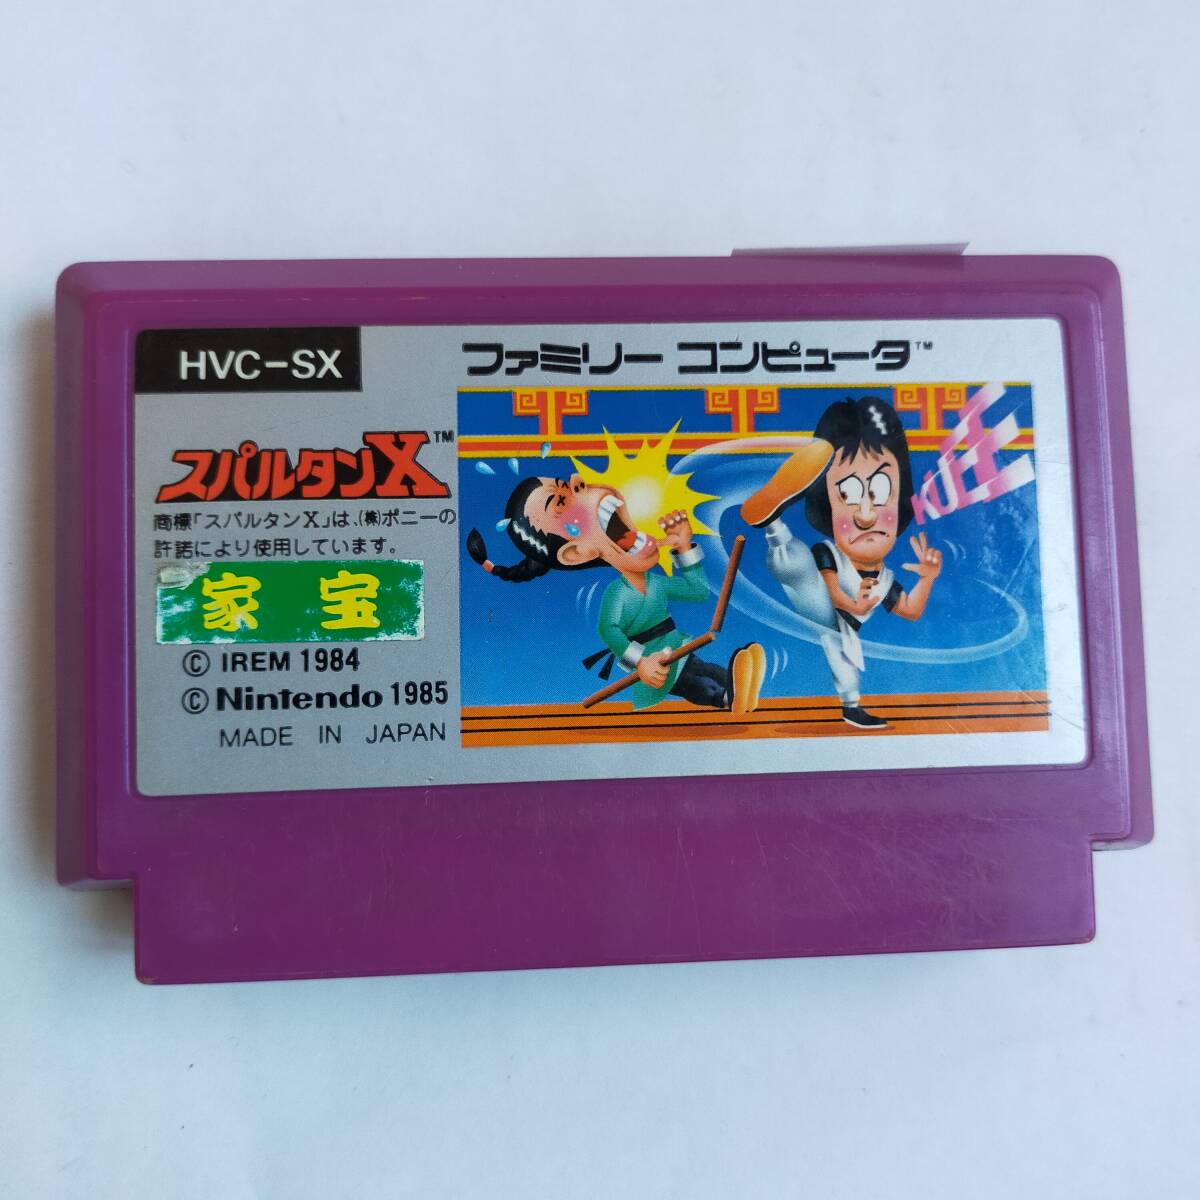 HVC-SX
ファミリー コンピュータ™
スパルタンX™
商標「スパルタンX」は、(株)ポニーの
許諾により使用しています。
家宝
© IREM 1984
© Nintendo 1985
MADE IN JAPAN